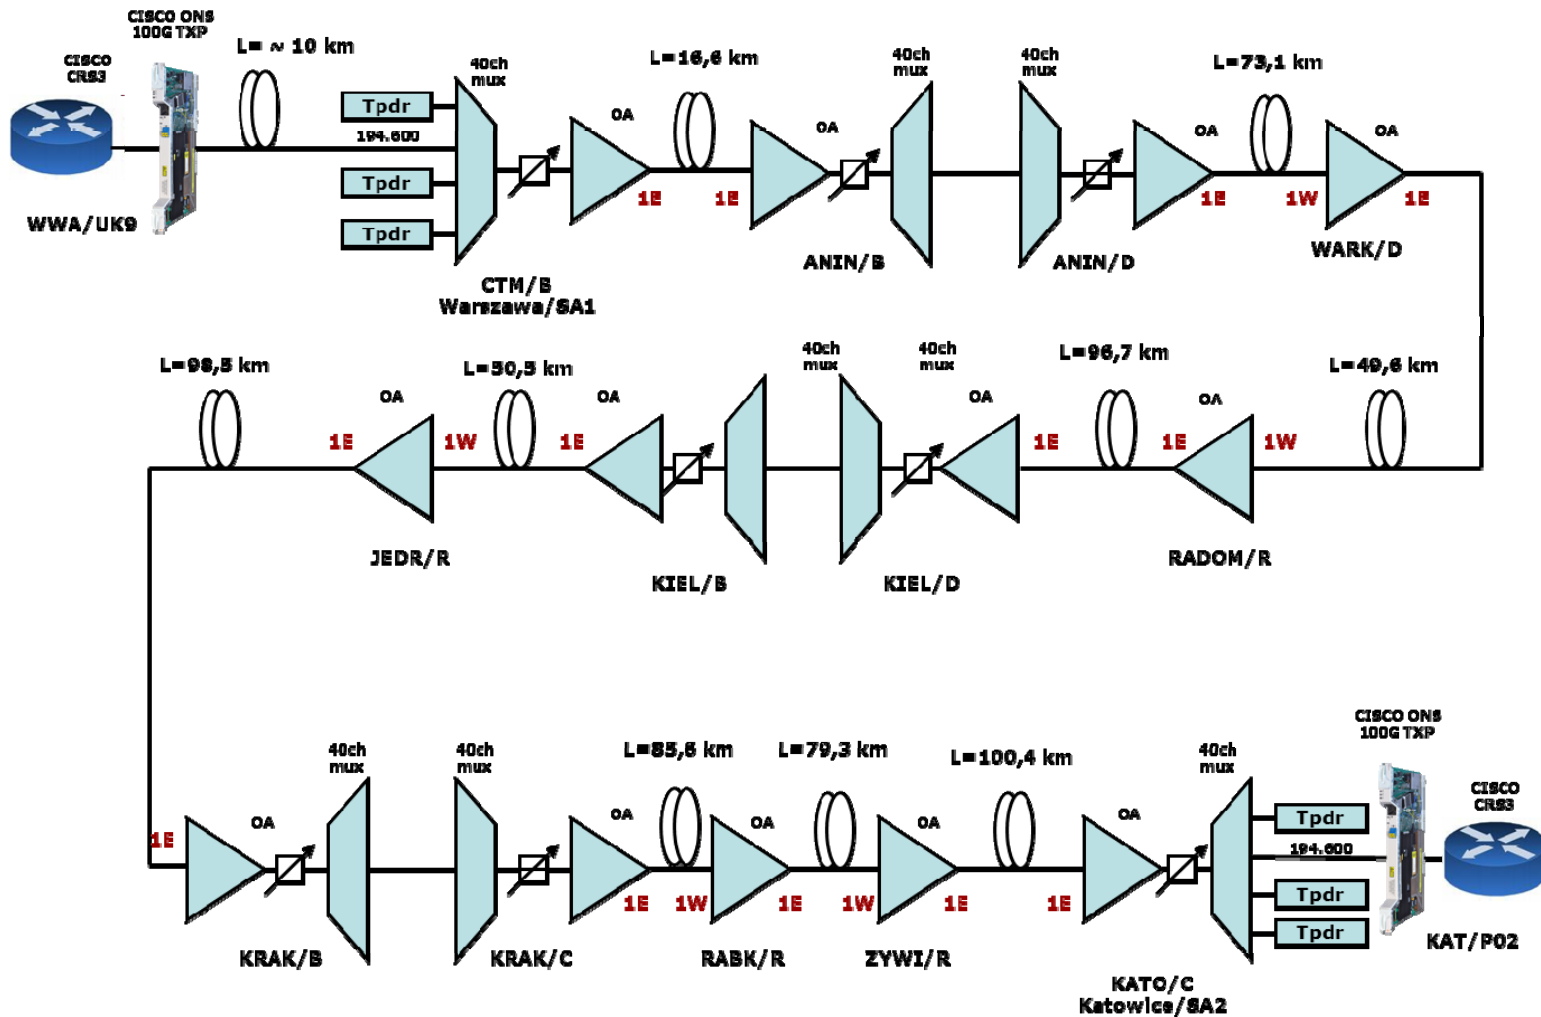 CISCO ONS
100G TXP
CISCO
CRS3
L= ~ 10 km
WWA/UK9
Tpdr
194.600
Tpdr
Tpdr
40ch
mux
CTM/B
Warszawa/SA1
OA
1E
L=16,6 km
1E
OA
ANIN/B
40ch
mux
40ch
mux
ANIN/D
OA
1E
L=73,1 km
1W
OA
1E
WARK/D
L=49,6 km
1W
OA
1E
RADOM/R
L=96,7 km
1E
OA
40ch
mux
KIEL/D
40ch
mux
KIEL/B
OA
1E
L=50,5 km
1W
OA
1E
JEDR/R
L=98,5 km
1E
OA
KRAK/B
40ch
mux
40ch
mux
KRAK/C
OA
1E
L=85,6 km
1W
OA
1E
RABK/R
L=79,3 km
1W
OA
1E
ZYWI/R
L=100,4 km
1E
OA
40ch
mux
KATO/C
Katowice/SA2
Tpdr
194.600
Tpdr
Tpdr
CISCO ONS
100G TXP
CISCO
CRS3
KAT/P02